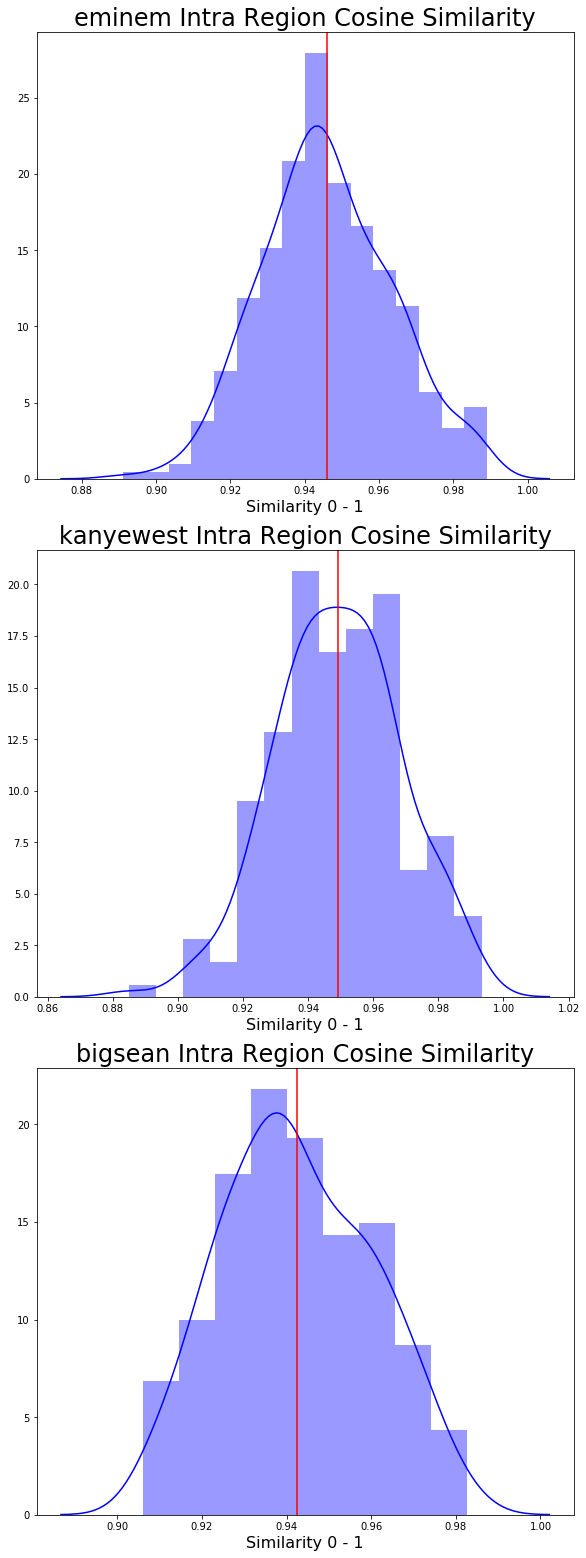 eminem Intra Region Cosine Similarity
25
20
15
10
5
0
0.88 0.90 0.92 0.94 0.96 0.98 1.00
Similarity 0 - 1
kanyewest Intra Region Cosine Similarity
20.0
17.5
15.0
12.5
10.0
7.5
5.0
2.5
0.0
0.86 0.88 0.90 0.92 0.94 0.96 0.98 1.00 1.02
Similarity 0 - 1
bigsean Intra Region Cosine Similarity
20
15
10
5
0
0.90 0.92 0.94 0.96 0.98 1.00
Similarity 0 - 1